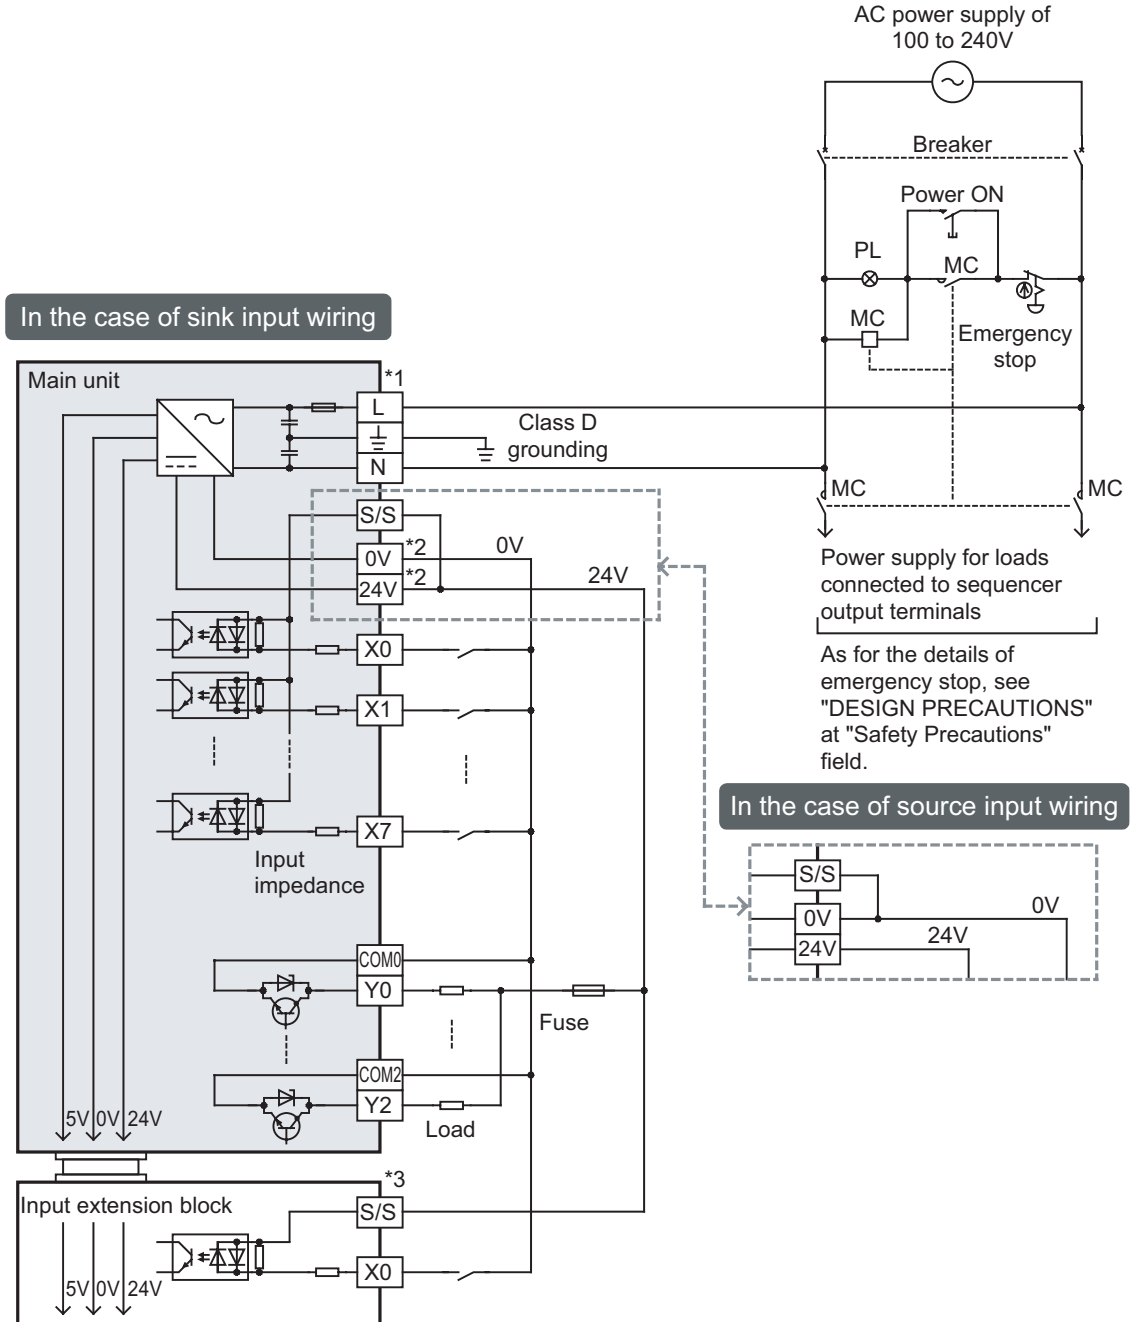 AC power supply of
100 to 240V
Breaker
Power ON
PL
MC
MC
Emergency
stop
In the case of sink input wiring
Main unit
*1
L
Class D
grounding
N
MC
MC
S/S
0V
*2
0V
24V
*2
24V
Power supply for loads
connected to sequencer
output terminals
As for the details of
emergency stop, see
"DESIGN PRECAUTIONS"
at "Safety Precautions"
field.
X0
X1
X7
Input
impedance
In the case of source input wiring
S/S
0V
0V
24V
24V
COM0
Y0
Fuse
COM2
Y2
Load
5V
0V
24V
*3
Input extension block
S/S
X0
5V
0V
24V